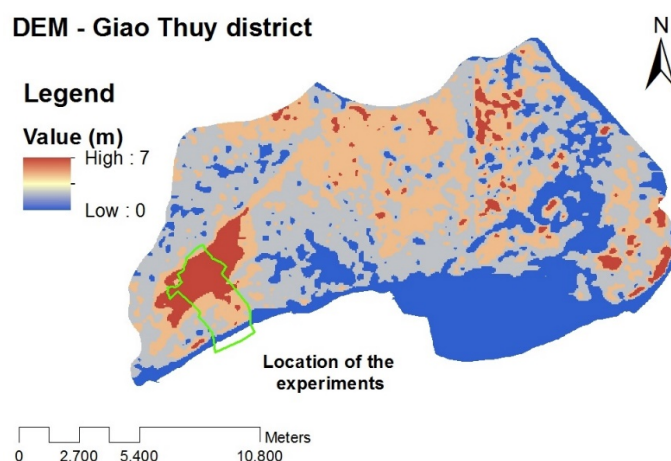 DEM - Giao Thuy district
N
Legend
Value (m)
High : 7
Low : 0
Location of the
experiments
Meters
0 2.700 5.400 10.800